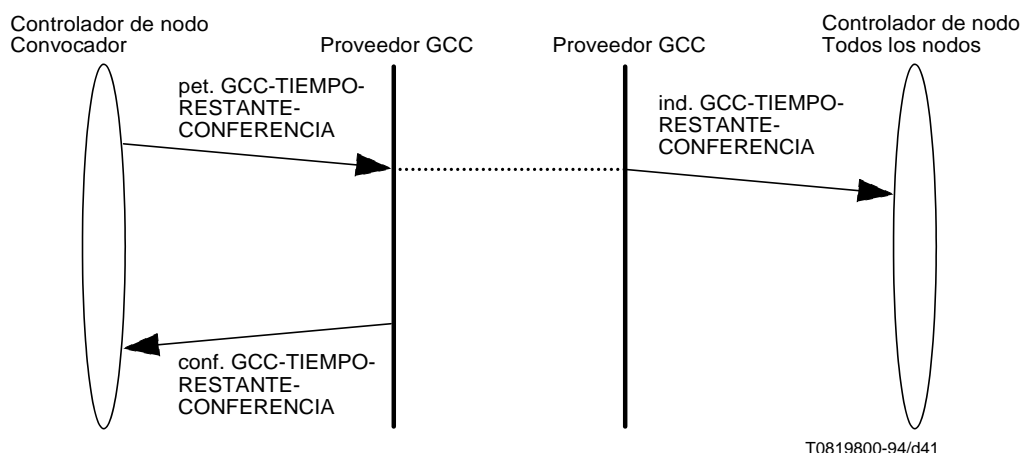 Controlador de nodo
Convocador
Proveedor GCC
Proveedor GCC
Controlador de nodo
Todos los nodos
pet. GCC-TIEMPO-
RESTANTE-
CONFERENCIA
ind. GCC-TIEMPO-
RESTANTE-
CONFERENCIA
conf. GCC-TIEMPO-
RESTANTE-
CONFERENCIA
T0819800-94/d41